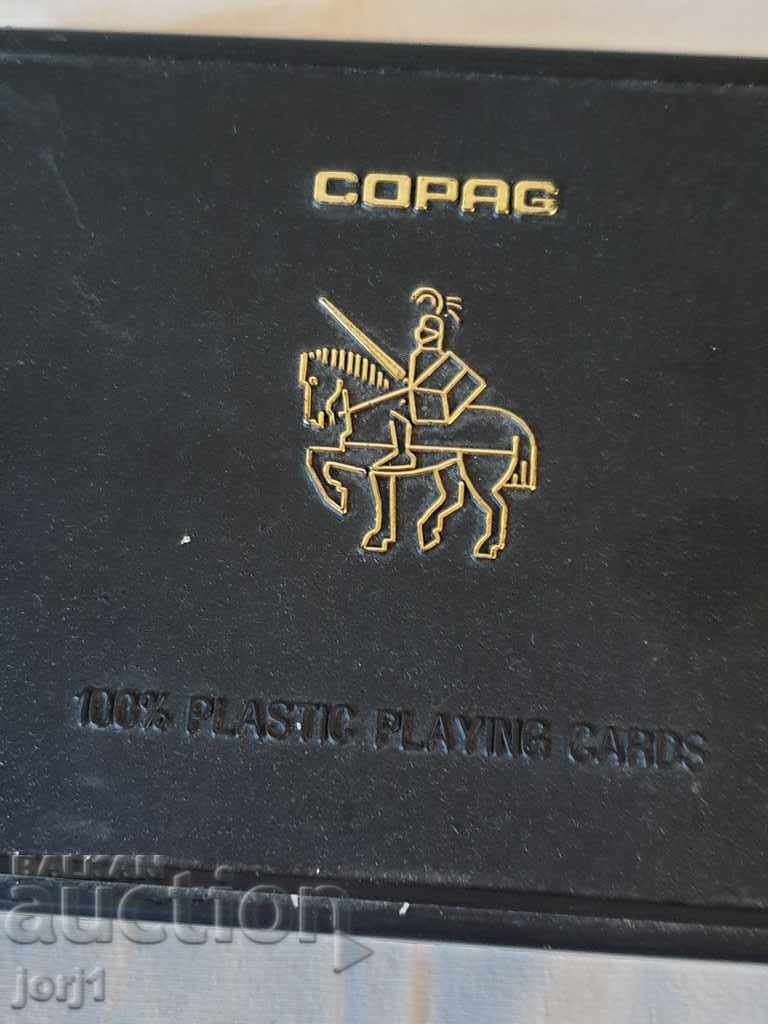 COPAG
100% PLASTIC PLAYING CARDS
BALKAN
auction
jorj1